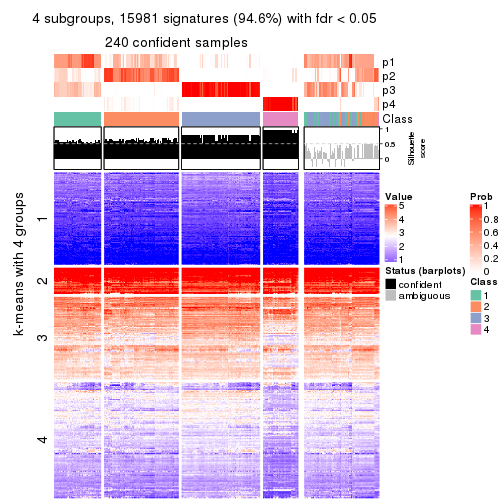 4 subgroups, 15981 signatures (94.6%) with fdr < 0.05
240 confident samples
p1
p2
p3
p4
Class
1
0.5
0
Silhouette
score
k-means with 4 groups
1
2
3
4
Value
5
4
3
2
1
Prob
1
0.8
0.6
0.4
0.2
0
Status (barplots)
confident
ambiguous
Class
1
2
3
4